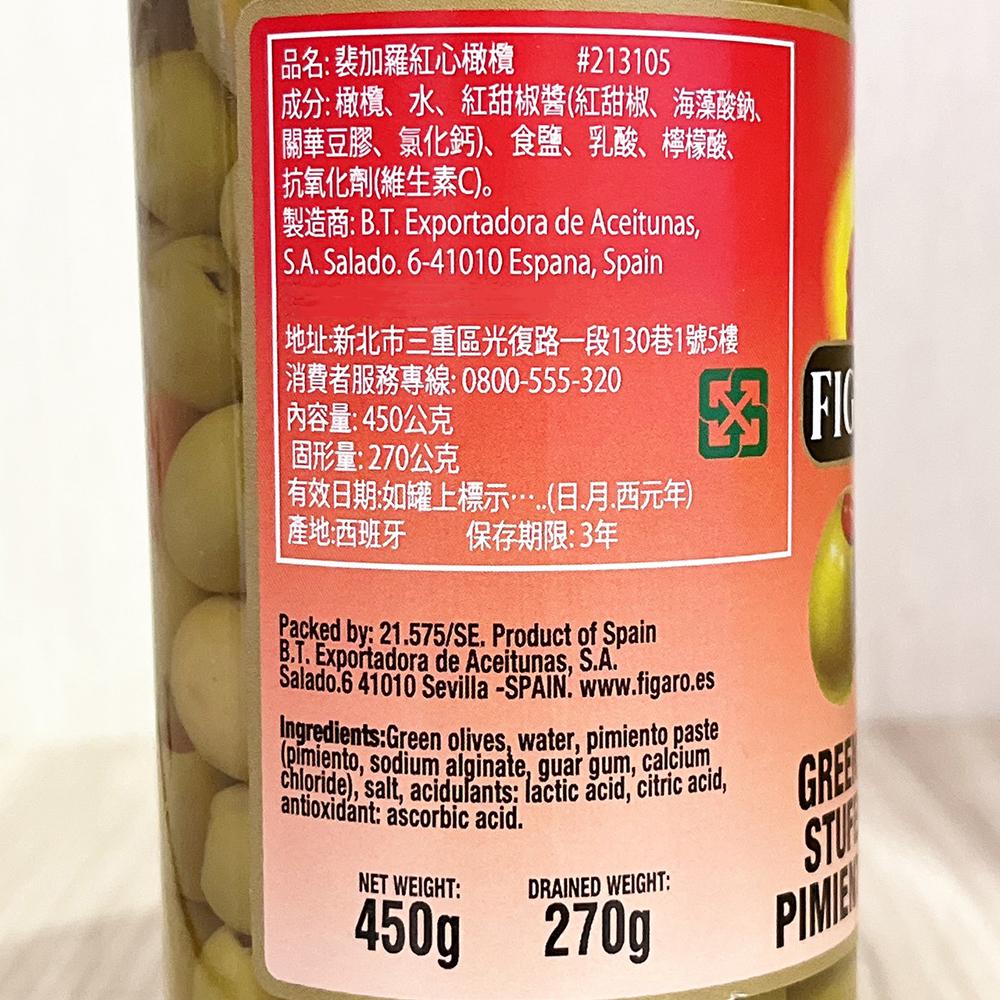 品名: 裴加羅紅心橄欖 #213105
成分: 橄欖、水、紅甜椒醬(紅甜椒、海藻酸鈉、
關華豆膠、氯化鈣)、食鹽、乳酸、檸檬酸、
抗氧化劑(維生素C)。
製造商: B.T. Exportadora de Aceitunas,
S.A. Salado. 6-41010 Espana, Spain
地址:新北市三重區光復路一段130巷1號5樓
消費者服務專線: 0800-555-320
內容量: 450公克
固形量: 270公克
有效日期:如罐上標示⋯..(日.月.西元年)
產地:西班牙 保存期限: 3年
FIG
Packed by: 21.575/SE. Product of Spain
B.T. Exportadora de Aceitunas, S.A.
Salado.6 41010 Sevilla -SPAIN. www.figaro.es
Ingredients:Green olives, water, pimiento paste
(pimiento, sodium alginate, guar gum, calcium
chloride), salt, acidulants: lactic acid, citric acid,
antioxidant: ascorbic acid.
GREE
STUF
PIMIEN
NET WEIGHT: DRAINED WEIGHT:
450g 270g